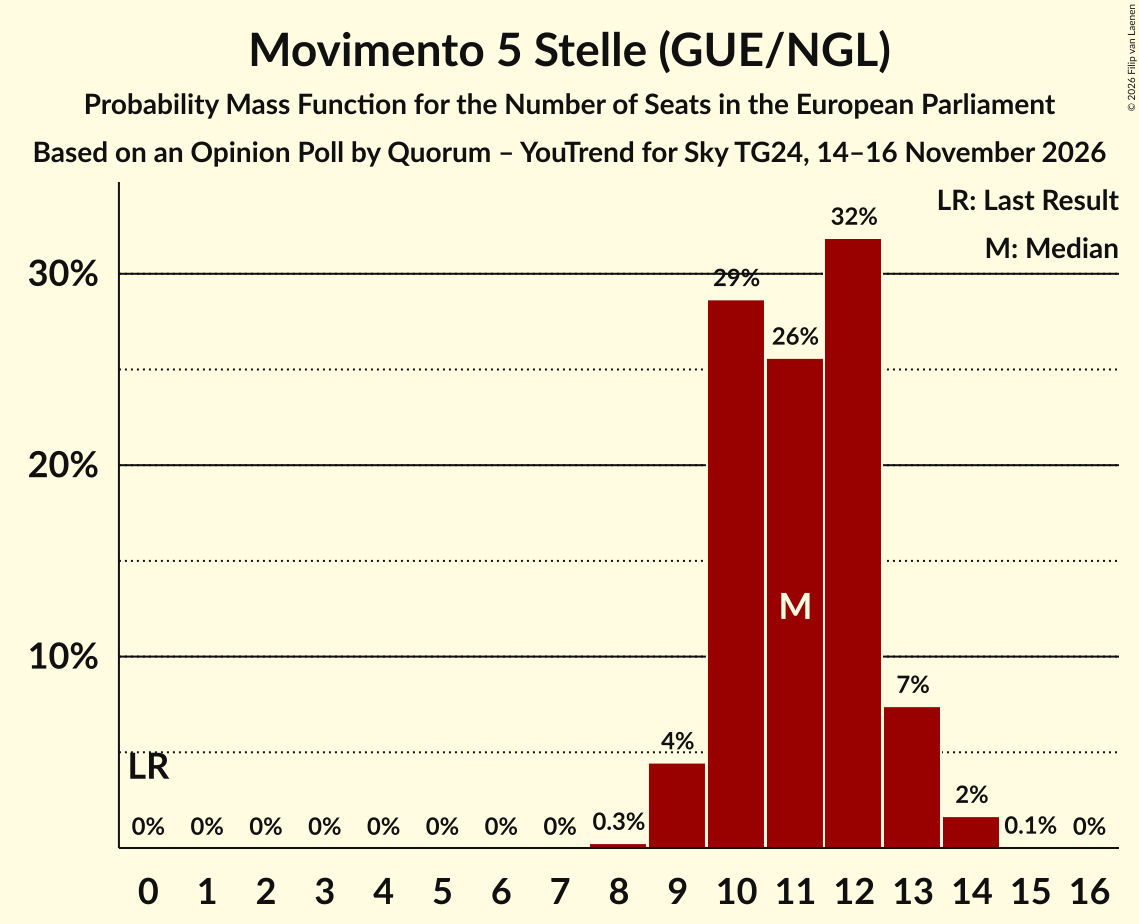 Movimento 5 Stelle (GUE/NGL)
Probability Mass Function for the Number of Seats in the European Parliament
Based on an Opinion Poll by Quorum – YouTrend for Sky TG24, 14–16 November 2026
© 2026 Filip van Laenen
LR: Last Result
M: Median
32%
30%
29%
26%
20%
M
10%
7%
4%
LR
2%
0% 0% 0% 0% 0% 0% 0% 0% 0.3% 0.1% 0%
0 1 2 3 4 5 6 7 8 9 10 11 12 13 14 15 16